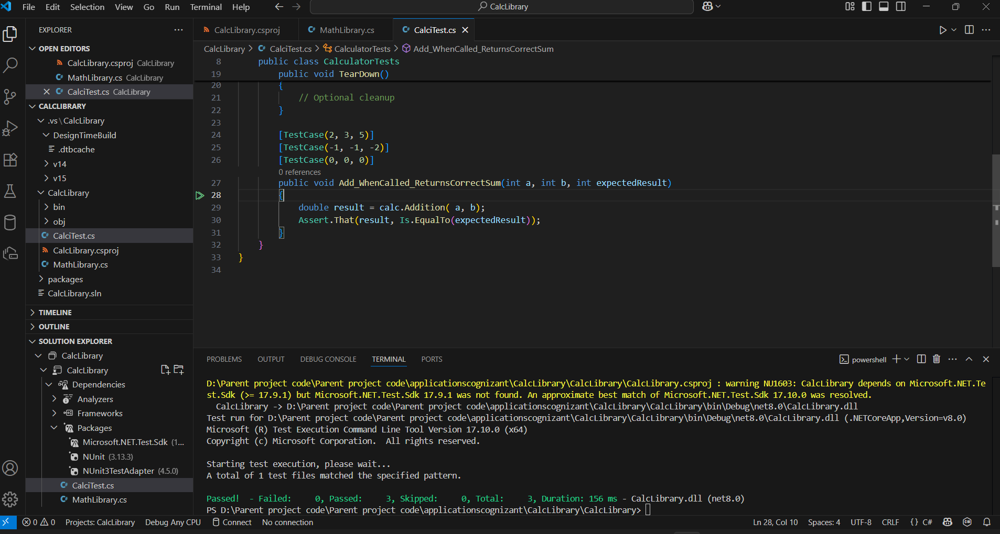 File Edit Selection View Go Run Terminal Help
CalcLibrary
EXPLORER
OPEN EDITORS
CalcLibrary.csproj CalcLibrary
MathLibrary.cs CalcLibrary
CalciTest.cs CalcLibrary
CALCLIBRARY
.vs\CalcLibrary
DesignTimeBuild
.dtbcache
v14
v15
CalcLibrary
bin
obj
CalciTest.cs
CalcLibrary.csproj
MathLibrary.cs
packages
CalcLibrary.sln
TIMELINE
OUTLINE
SOLUTION EXPLORER
CalcLibrary
CalcLibrary
Dependencies
Analyzers
Frameworks
Packages
Microsoft.NET.Test.Sdk (1...
NUnit (3.13.3)
NUnit3TestAdapter (4.5.0)
CalciTest.cs
MathLibrary.cs
CalcLibrary.csproj MathLibrary.cs CalciTest.cs
CalcLibrary > CalciTest.cs > CalculatorTests > Add_WhenCalled_ReturnsCorrectSum
8 public class CalculatorTests
19 public void TearDown()
20 {
21 // Optional cleanup
22 }
23
24 [TestCase(2, 3, 5)]
25 [TestCase(-1, -1, -2)]
26 [TestCase(0, 0, 0)]
0 references
27 public void Add_WhenCalled_ReturnsCorrectSum(int a, int b, int expectedResult)
28 {
29 double result = calc.Addition( a, b);
30 Assert.That(result, Is.EqualTo(expectedResult));
31 }
32 }
33 }
34
PROBLEMS OUTPUT DEBUG CONSOLE TERMINAL PORTS
powershell
D:\Parent project code\Parent project code\applicationscognizant\CalcLibrary\CalcLibrary\CalcLibrary.csproj : warning NU1603: CalcLibrary depends on Microsoft.NET.Te
st.Sdk (>= 17.9.1) but Microsoft.NET.Test.Sdk 17.9.1 was not found. An approximate best match of Microsoft.NET.Test.Sdk 17.10.0 was resolved.
CalcLibrary -> D:\Parent project code\Parent project code\applicationscognizant\CalcLibrary\CalcLibrary\bin\Debug\net8.0\CalcLibrary.dll
Test run for D:\Parent project code\Parent project code\applicationscognizant\CalcLibrary\CalcLibrary\bin\Debug\net8.0\CalcLibrary.dll (.NETCoreApp,Version=v8.0)
Microsoft (R) Test Execution Command Line Tool Version 17.10.0 (x64)
Copyright (c) Microsoft Corporation. All rights reserved.
Starting test execution, please wait...
A total of 1 test files matched the specified pattern.
Passed! - Failed: 0, Passed: 3, Skipped: 0, Total: 3, Duration: 156 ms - CalcLibrary.dll (net8.0)
PS D:\Parent project code\Parent project code\applicationscognizant\CalcLibrary\CalcLibrary>
0 0 Projects: CalcLibrary Debug Any CPU Connect No connection Ln 28, Col 10 Spaces: 4 UTF-8 CRLF {} C#